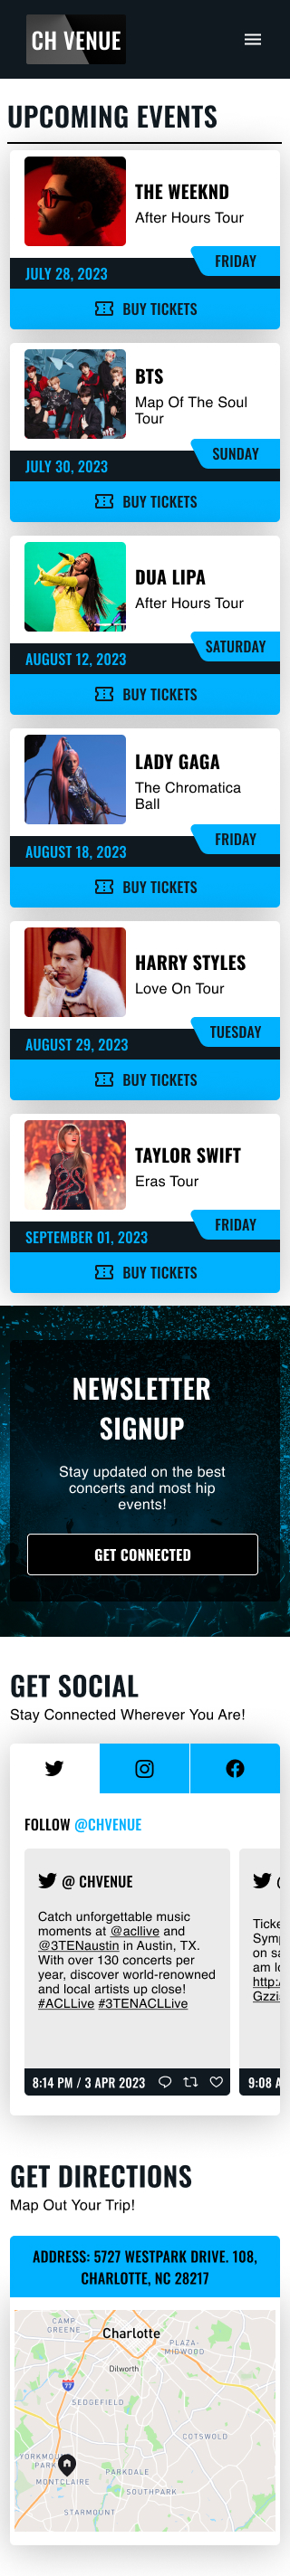 CH VENUE
UPCOMING EVENTS
THE WEEKND
After Hours Tour
FRIDAY
JULY 28, 2023
BUY TICKETS
BTS
Map Of The Soul
Tour
SUNDAY
JULY 30, 2023
BUY TICKETS
DUA LIPA
After Hours Tour
SATURDAY
AUGUST 12, 2023
BUY TICKETS
LADY GAGA
The Chromatica
Ball
FRIDAY
AUGUST 18, 2023
BUY TICKETS
HARRY STYLES
Love On Tour
TUESDAY
AUGUST 29, 2023
BUY TICKETS
TAYLOR SWIFT
Eras Tour
FRIDAY
SEPTEMBER 01, 2023
BUY TICKETS
NEWSLETTER
SIGNUP
Stay updated on the best
concerts and most hip
events!
GET CONNECTED
GET SOCIAL
Stay Connected Wherever You Are!
FOLLOW @CHVENUE
@ CHVENUE
Catch unforgettable music
moments at @acllive and
@3TENaustin in Austin, TX.
With over 130 concerts per
year, discover world-renowned
and local artists up close!
#ACLLive #3TENACLLive
8:14 PM / 3 APR 2023
Ticke
Sym
on sa
am lo
http:/
Gzzi
9:08 A
GET DIRECTIONS
Map Out Your Trip!
ADDRESS: 5727 WESTPARK DRIVE. 108,
CHARLOTTE, NC 28217
CAMP
GREENE
Charlotte
PLAZA-
MIDWOOD
Dilworth
77
SEDGEFIELD
COTSWOLD
YORKMOUNT
PARK
MONTCLAIRE
PARKDALE
SOUTHPARK
STARMOUNT